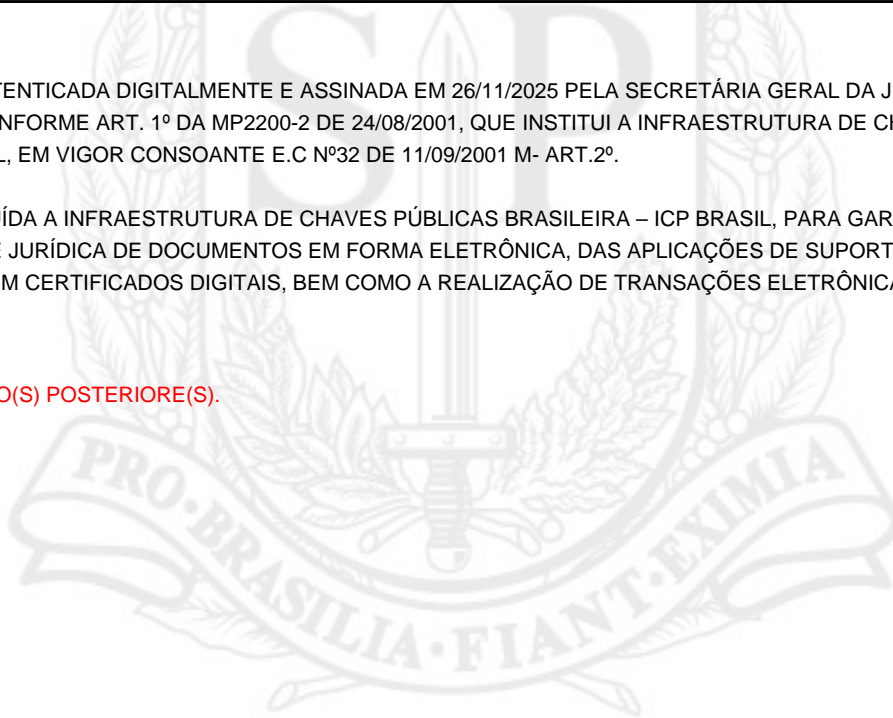 TENTICADA DIGITALMENTE E ASSINADA EM 26/11/2025 PELA SECRETÁRIA GERAL DA J
NFORME ART. 1º DA MP2200-2 DE 24/08/2001, QUE INSTITUI A INFRAESTRUTURA DE CH
L, EM VIGOR CONSOANTE E.C Nº32 DE 11/09/2001 M- ART.2º.
UÍDA A INFRAESTRUTURA DE CHAVES PÚBLICAS BRASILEIRA – ICP BRASIL, PARA GAR
E JURÍDICA DE DOCUMENTOS EM FORMA ELETRÔNICA, DAS APLICAÇÕES DE SUPORT
M CERTIFICADOS DIGITAIS, BEM COMO A REALIZAÇÃO DE TRANSAÇÕES ELETRÔNICA
O(S) POSTERIORE(S).
SP
PRO·BRASILIA·FIANT·EXIMIA